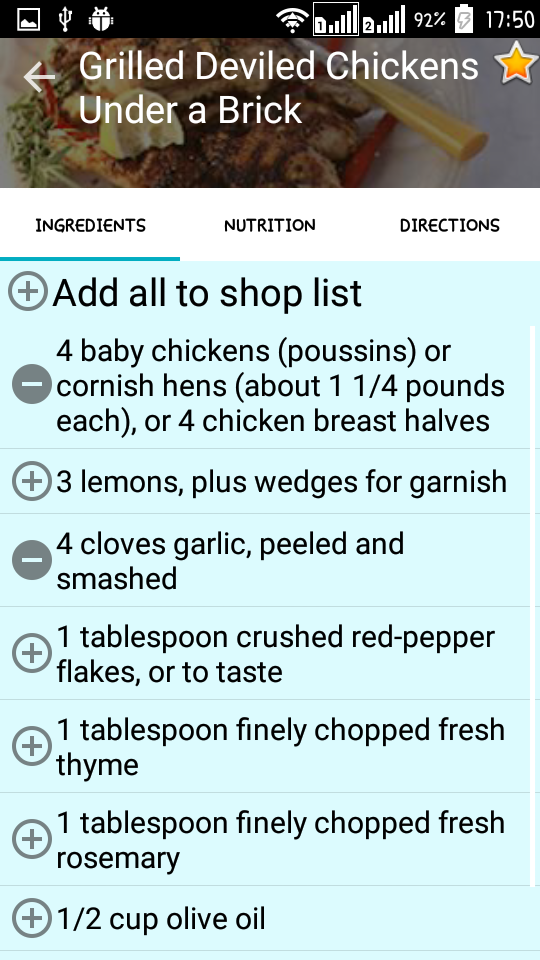 1
2
92%
17:50
Grilled Deviled Chickens
Under a Brick
INGREDIENTS
NUTRITION
DIRECTIONS
Add all to shop list
4 baby chickens (poussins) or
cornish hens (about 1 1/4 pounds
each), or 4 chicken breast halves
3 lemons, plus wedges for garnish
4 cloves garlic, peeled and
smashed
1 tablespoon crushed red-pepper
flakes, or to taste
1 tablespoon finely chopped fresh
thyme
1 tablespoon finely chopped fresh
rosemary
1/2 cup olive oil